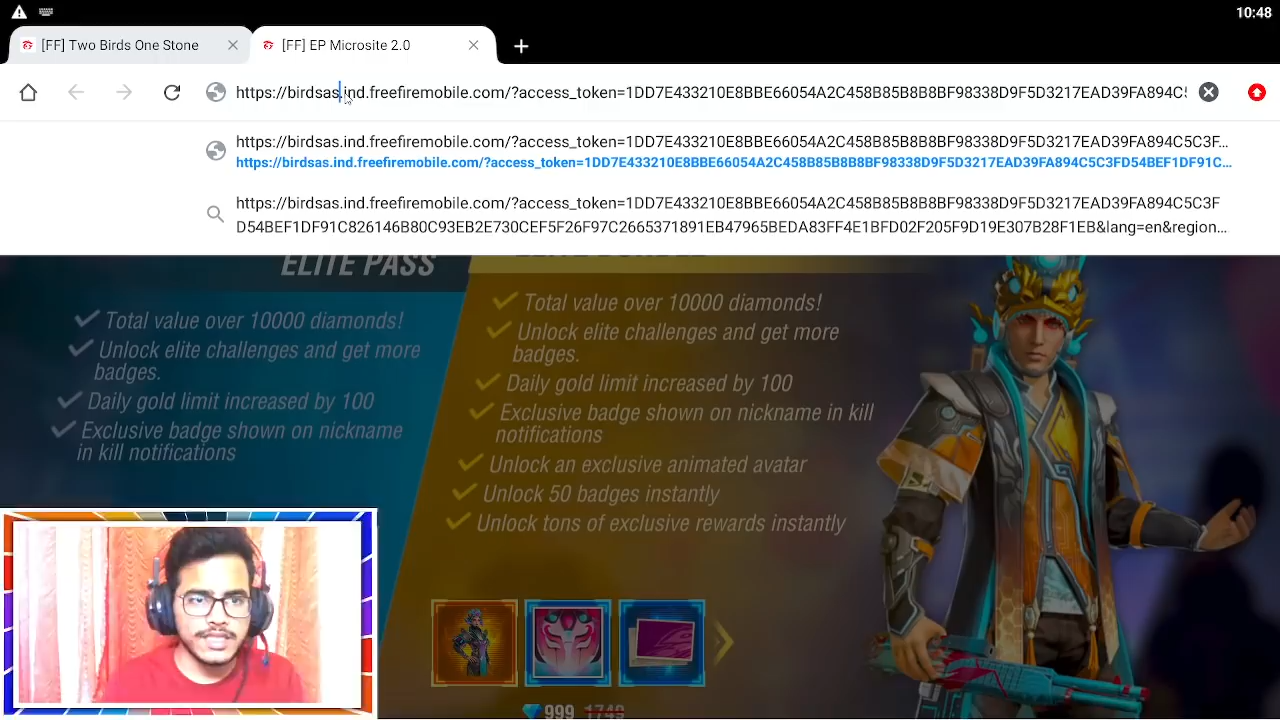 10:48
[FF] Two Birds One Stone
[FF] EP Microsite 2.0
https://birdsas.ind.freefiremobile.com/?access_token=1DD7E433210E8BBE66054A2C458B85B8B8BF98338D9F5D3217EAD39FA894C5
https://birdsas.ind.freefiremobile.com/?access_token=1DD7E433210E8BBE66054A2C458B85B8B8BF98338D9F5D3217EAD39FA894C5C3F...
https://birdsas.ind.freefiremobile.com/?access_token=1DD7E433210E8BBE66054A2C458B85B8B8BF98338D9F5D3217EAD39FA894C5C3FD54BEF1DF91C...
https://birdsas.ind.freefiremobile.com/?access_token=1DD7E433210E8BBE66054A2C458B85B8B8BF98338D9F5D3217EAD39FA894C5C3F
D54BEF1DF91C826146B80C93EB2E730CEF5F26F97C2665371891EB47965BEDA83FF4E1BFD02F205F9D19E307B28F1EB&lang=en&region...
ELITE PASS
Total value over 10000 diamonds!
Unlock elite challenges and get more
badges.
Daily gold limit increased by 100
Exclusive badge shown on nickname
in kill notifications
Total value over 10000 diamonds!
Unlock elite challenges and get more
badges.
Daily gold limit increased by 100
Exclusive badge shown on nickname in kill
notifications
Unlock an exclusive animated avatar
Unlock 50 badges instantly
Unlock tons of exclusive rewards instantly
999 1749